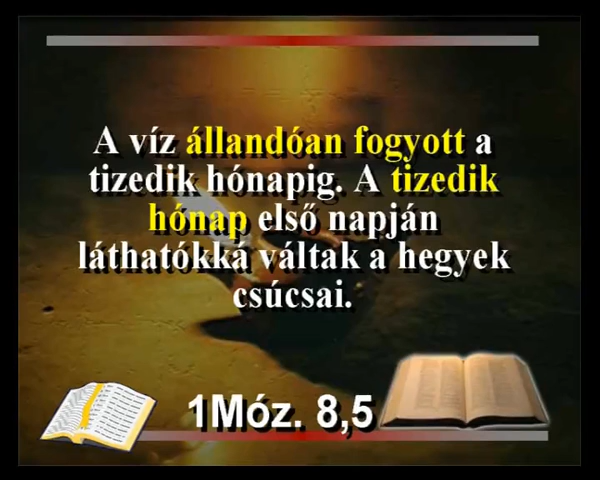 A víz állandóan fogyott a
tizedik hónapig. A tizedik
hónap első napján
láthatókká váltak a hegyek
csúcsai.
1Móz. 8,5